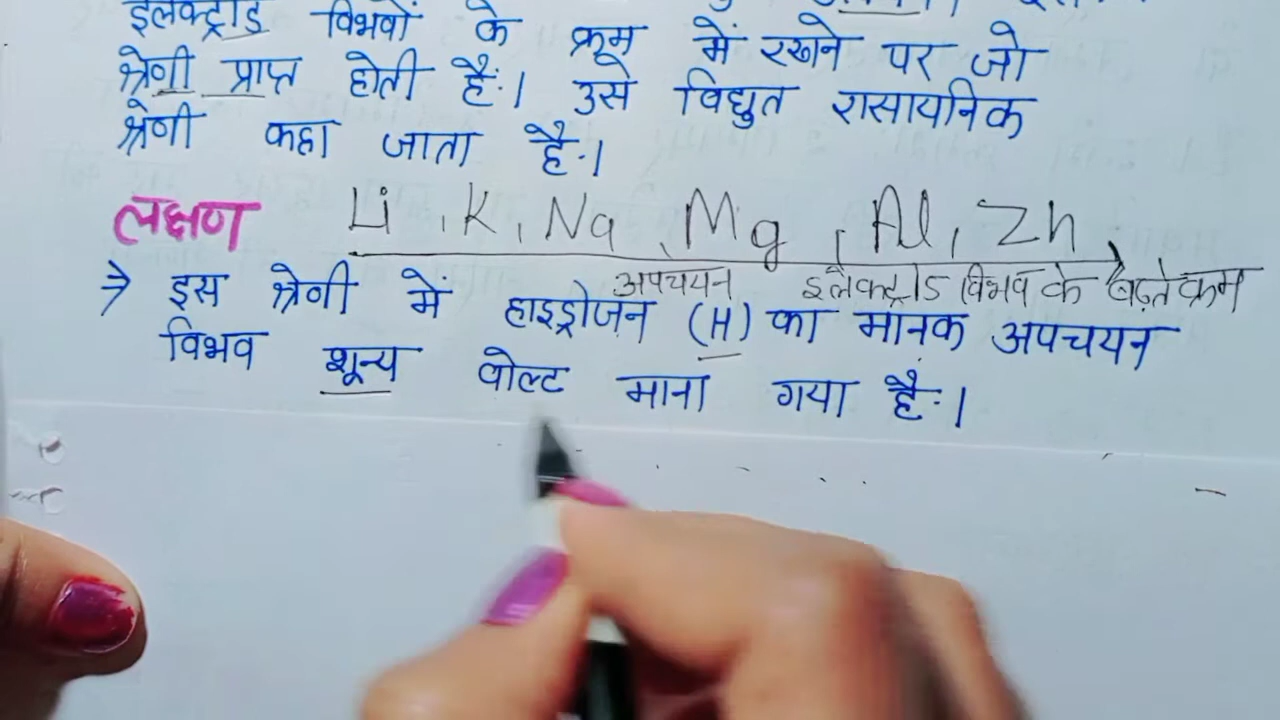 इलक्ट्राड विभवों के क्रम में रखने पर जो
श्रेणी प्राप्त होती है:। उसे विद्युत रासायनिक
श्रेणी कहा जाता है:।
लक्षण Li, K, Na, Mg, Al, Zn,
अपचयन इलेक्ट्रोड विभव के बढ़ते क्रम
→ इस श्रेणी मे हाइड्रोजन (H) का मानक अपचयन
विभव शून्य वोल्ट माना गया है:।